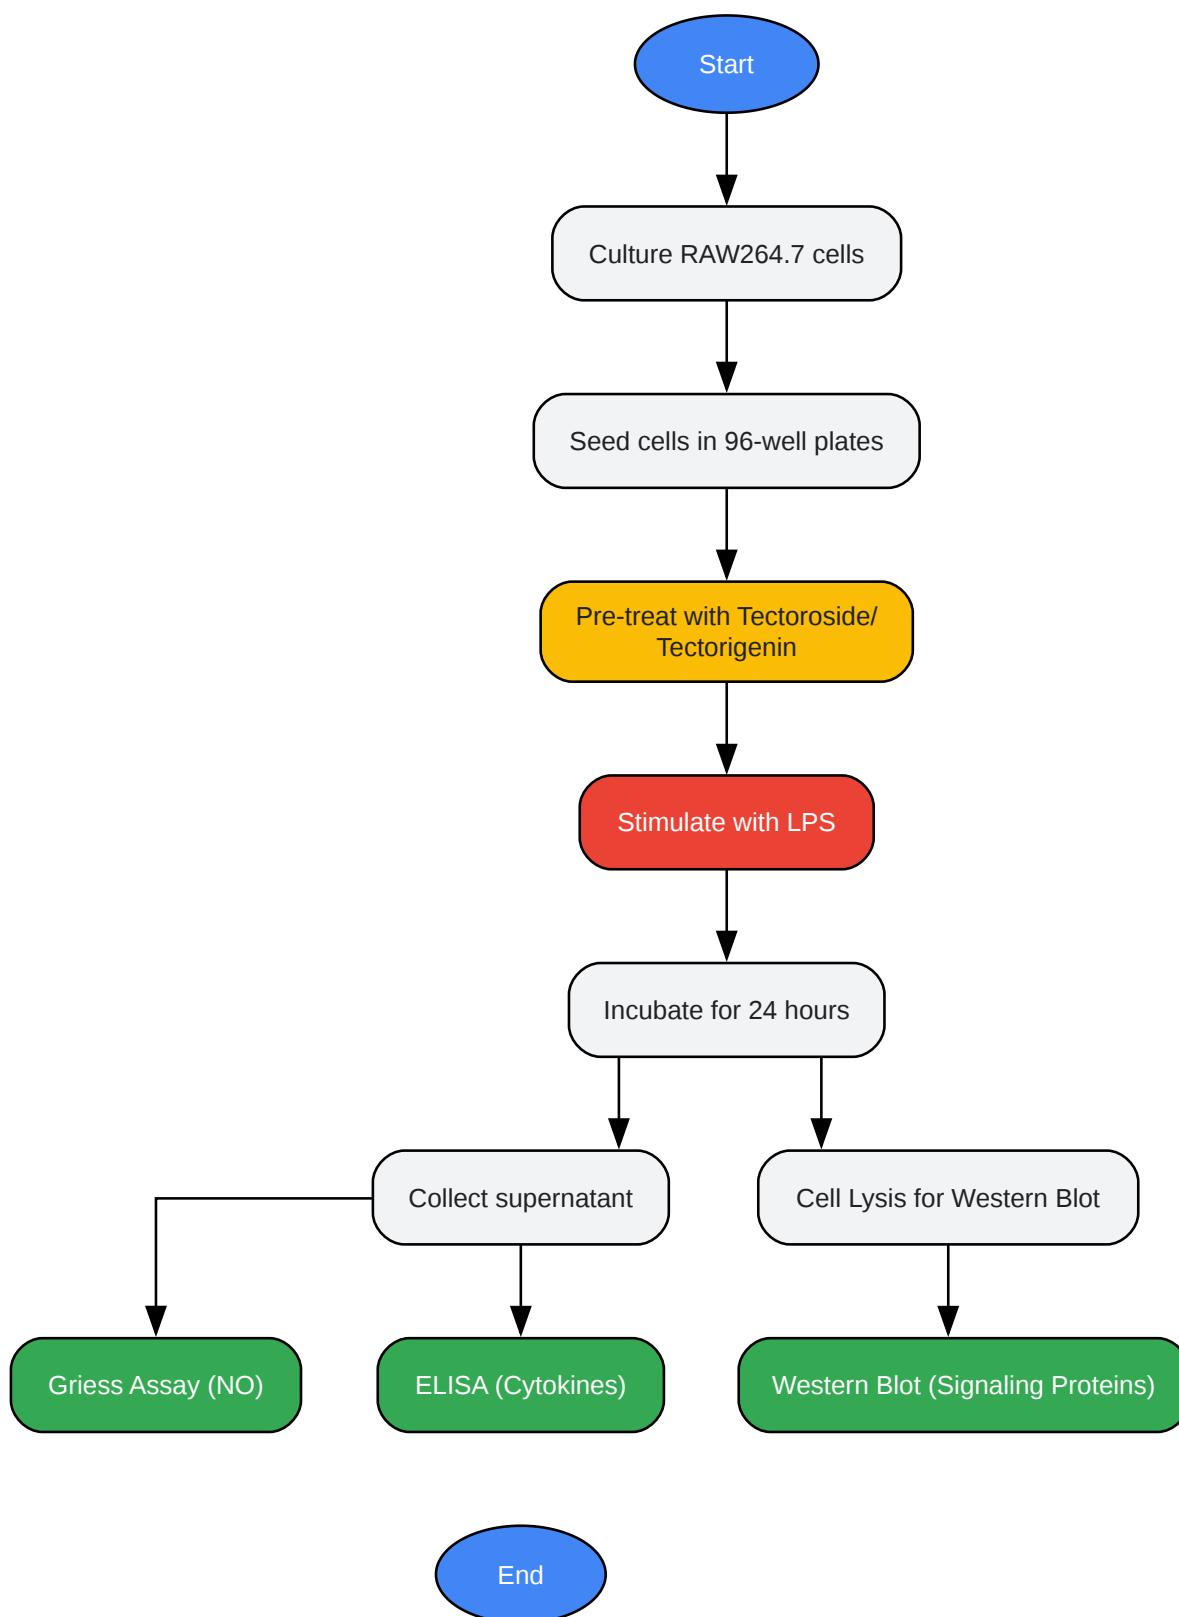 Start
Culture RAW264.7 cells
Seed cells in 96-well plates
Pre-treat with Tectoroside/
Tectorigenin
Stimulate with LPS
Incubate for 24 hours
Collect supernatant
Cell Lysis for Western Blot
Griess Assay (NO)
ELISA (Cytokines)
Western Blot (Signaling Proteins)
End